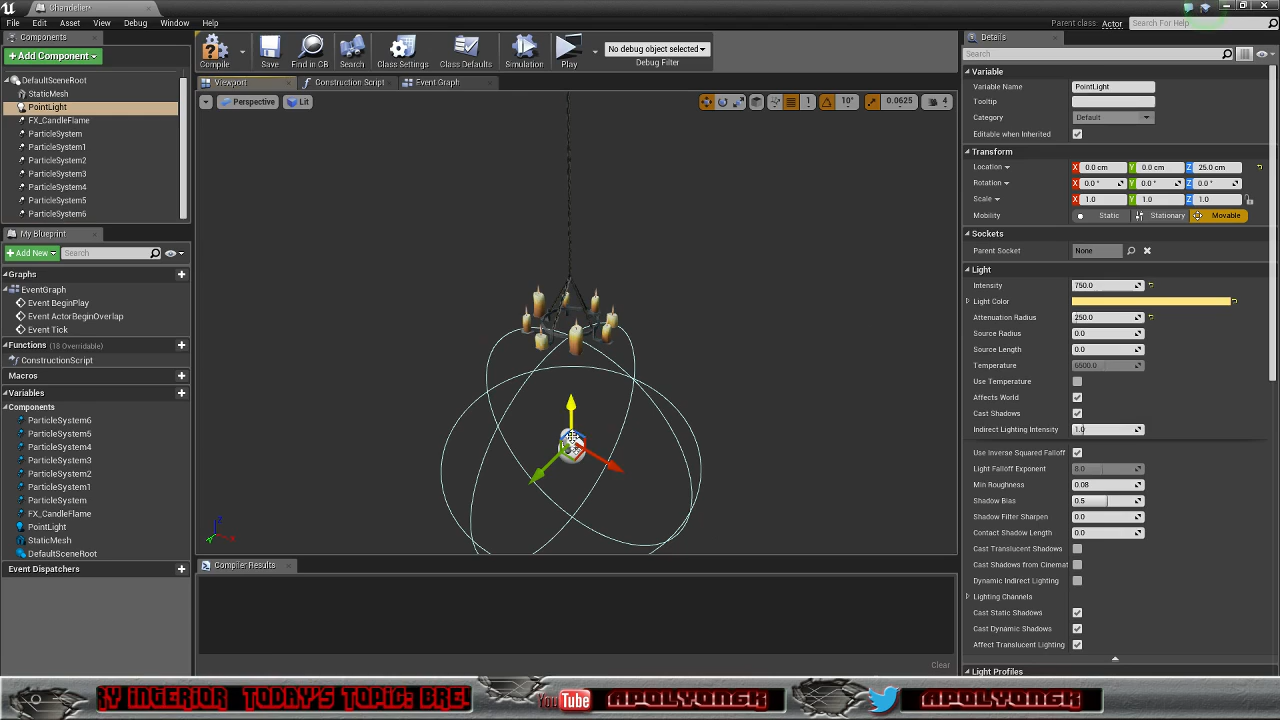 Chandelier*
File Edit Asset View Debug Window Help
Parent class: Actor Search For Help
Components
Add Component
DefaultSceneRoot
StaticMesh
PointLight
FX_CandleFlame
ParticleSystem
ParticleSystem1
ParticleSystem2
ParticleSystem3
ParticleSystem4
ParticleSystem5
ParticleSystem6
My Blueprint
Add New Search
Graphs
EventGraph
Event BeginPlay
Event ActorBeginOverlap
Event Tick
Functions (18 Overridable)
ConstructionScript
Macros
Variables
Components
ParticleSystem6
ParticleSystem5
ParticleSystem4
ParticleSystem3
ParticleSystem2
ParticleSystem1
ParticleSystem
FX_CandleFlame
PointLight
StaticMesh
DefaultSceneRoot
Event Dispatchers
Compile Save Find in CB Search Class Settings Class Defaults Simulation Play
No debug object selected
Debug Filter
Viewport Construction Script Event Graph
Perspective Lit
1 10° 0.0625 4
Compiler Results
Clear
Details
Search
Variable
Variable Name PointLight
Tooltip
Category Default
Editable when Inherited
Transform
Location X 0.0 cm Y 0.0 cm Z 25.0 cm
Rotation X 0.0 ° Y 0.0 ° Z 0.0 °
Scale X 1.0 Y 1.0 Z 1.0
Mobility Static Stationary Movable
Sockets
Parent Socket None
Light
Intensity 750.0
Light Color
Attenuation Radius 250.0
Source Radius 0.0
Source Length 0.0
Temperature 6500.0
Use Temperature
Affects World
Cast Shadows
Indirect Lighting Intensity 1.0
Use Inverse Squared Falloff
Light Falloff Exponent 8.0
Min Roughness 0.08
Shadow Bias 0.5
Shadow Filter Sharpen 0.0
Contact Shadow Length 0.0
Cast Translucent Shadows
Cast Shadows from Cinemat
Dynamic Indirect Lighting
Lighting Channels
Cast Static Shadows
Cast Dynamic Shadows
Affect Translucent Lighting
Light Profiles
Y INTERIOR TODAY'S TOPIC: BRE
YouTube APOLYONGK APOLYONGK